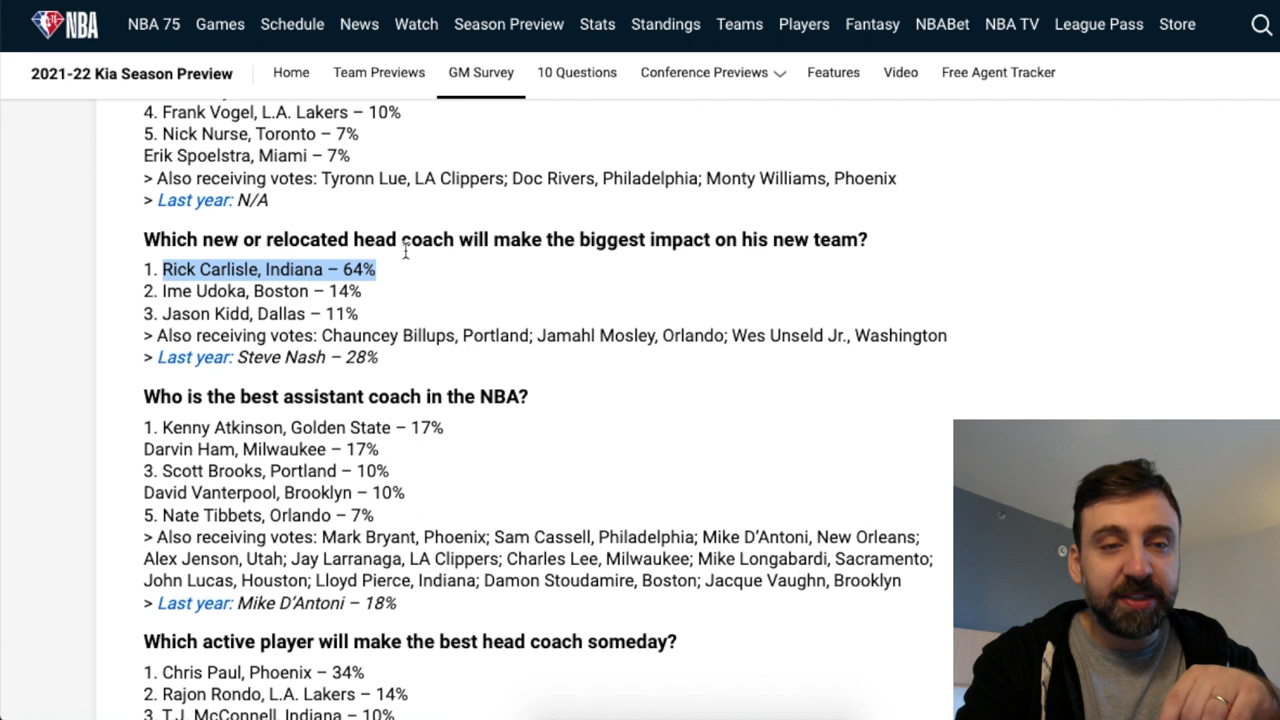 NBA
NBA 75 Games Schedule News Watch Season Preview Stats Standings Teams Players Fantasy NBABet NBA TV League Pass Store
2021-22 Kia Season Preview Home Team Previews GM Survey 10 Questions Conference Previews Features Video Free Agent Tracker
4. Frank Vogel, L.A. Lakers – 10%
5. Nick Nurse, Toronto – 7%
Erik Spoelstra, Miami – 7%
> Also receiving votes: Tyronn Lue, LA Clippers; Doc Rivers, Philadelphia; Monty Williams, Phoenix
> Last year: N/A
Which new or relocated head coach will make the biggest impact on his new team?
1. Rick Carlisle, Indiana – 64%
2. Ime Udoka, Boston – 14%
3. Jason Kidd, Dallas – 11%
> Also receiving votes: Chauncey Billups, Portland; Jamahl Mosley, Orlando; Wes Unseld Jr., Washington
> Last year: Steve Nash – 28%
Who is the best assistant coach in the NBA?
1. Kenny Atkinson, Golden State – 17%
Darvin Ham, Milwaukee – 17%
3. Scott Brooks, Portland – 10%
David Vanterpool, Brooklyn – 10%
5. Nate Tibbets, Orlando – 7%
> Also receiving votes: Mark Bryant, Phoenix; Sam Cassell, Philadelphia; Mike D’Antoni, New Orleans;
Alex Jenson, Utah; Jay Larranaga, LA Clippers; Charles Lee, Milwaukee; Mike Longabardi, Sacramento;
John Lucas, Houston; Lloyd Pierce, Indiana; Damon Stoudamire, Boston; Jacque Vaughn, Brooklyn
> Last year: Mike D’Antoni – 18%
Which active player will make the best head coach someday?
1. Chris Paul, Phoenix – 34%
2. Rajon Rondo, L.A. Lakers – 14%
3. T.J. McConnell, Indiana – 10%